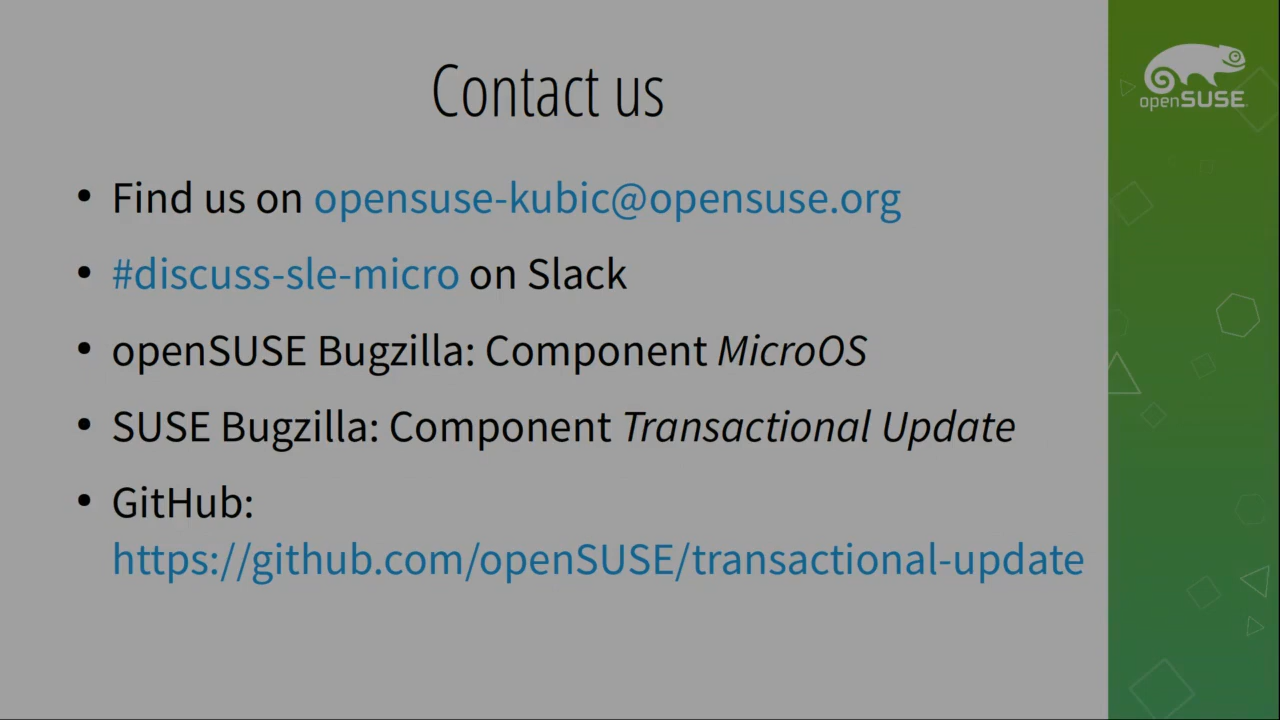 Contact us
openSUSE
• Find us on opensuse-kubic@opensuse.org
• #discuss-sle-micro on Slack
• openSUSE Bugzilla: Component MicroOS
• SUSE Bugzilla: Component Transactional Update
• GitHub:
https://github.com/openSUSE/transactional-update